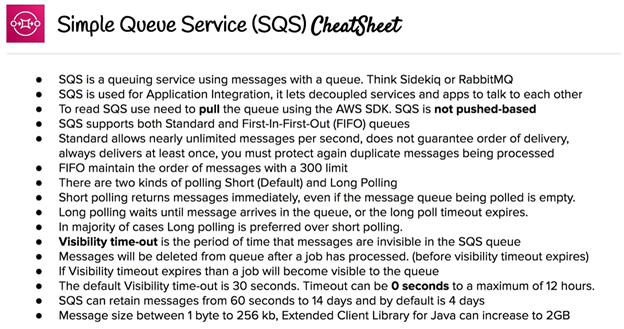 Simple Queue Service (SQS) CheatSheet
● SQS is a queuing service using messages with a queue. Think Sidekiq or RabbitMQ
● SQS is used for Application Integration, it lets decoupled services and apps to talk to each other
● To read SQS use need to pull the queue using the AWS SDK. SQS is not pushed-based
● SQS supports both Standard and First-In-First-Out (FIFO) queues
● Standard allows nearly unlimited messages per second, does not guarantee order of delivery,
always delivers at least once, you must protect again duplicate messages being processed
● FIFO maintain the order of messages with a 300 limit
● There are two kinds of polling Short (Default) and Long Polling
● Short polling returns messages immediately, even if the message queue being polled is empty.
● Long polling waits until message arrives in the queue, or the long poll timeout expires.
● In majority of cases Long polling is preferred over short polling.
● Visibility time-out is the period of time that messages are invisible in the SQS queue
● Messages will be deleted from queue after a job has processed. (before visibility timeout expires)
● If Visibility timeout expires than a job will become visible to the queue
● The default Visibility time-out is 30 seconds. Timeout can be 0 seconds to a maximum of 12 hours.
● SQS can retain messages from 60 seconds to 14 days and by default is 4 days
● Message size between 1 byte to 256 kb, Extended Client Library for Java can increase to 2GB